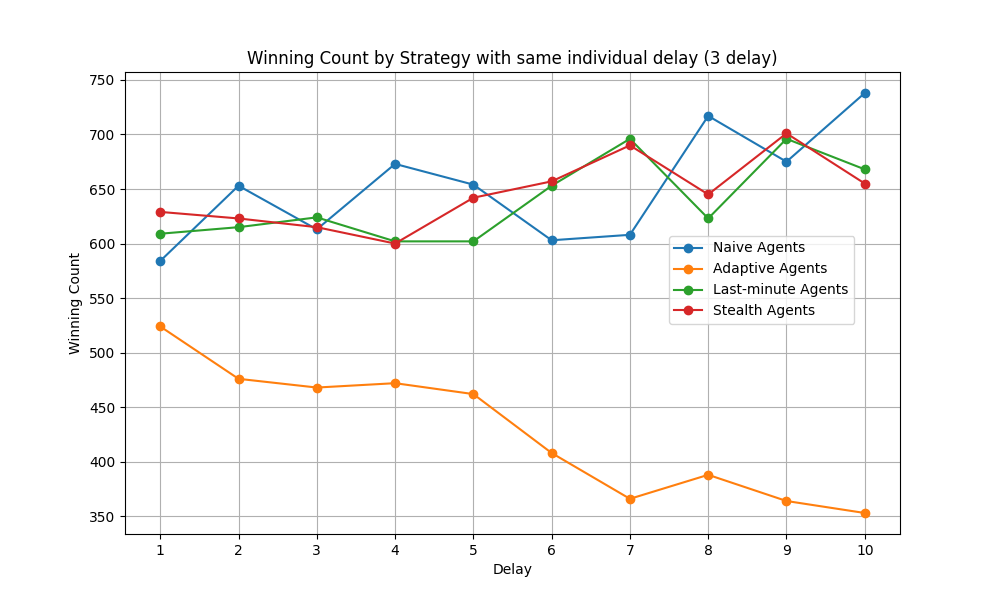 Winning Count by Strategy with same individual delay (3 delay)
750
700
650
600
550
500
450
400
350
Winning Count
Naive Agents
Adaptive Agents
Last-minute Agents
Stealth Agents
1 2 3 4 5 6 7 8 9 10
Delay